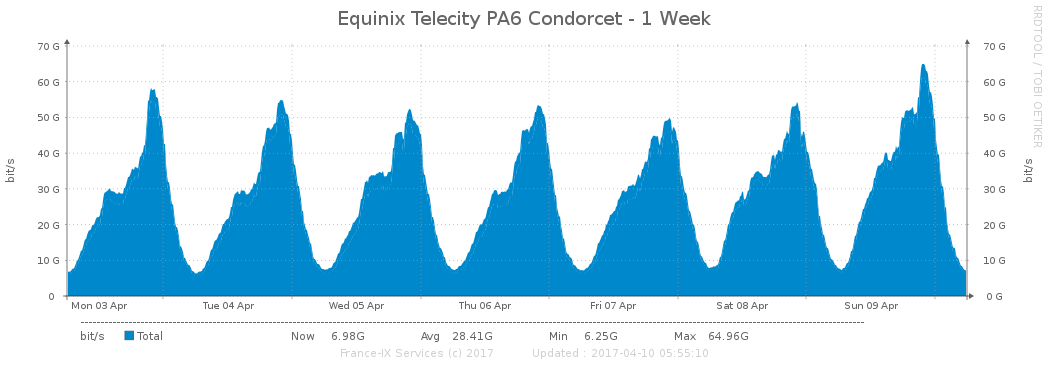 Equinix Telecity PA6 Condorcet - 1 Week
RRDTOOL / TOBI OETIKER
70 G 70 G
60 G 60 G
50 G 50 G
40 G 40 G
30 G 30 G
20 G 20 G
10 G 10 G
0 0 G
bit/s bit/s
Mon 03 Apr Tue 04 Apr Wed 05 Apr Thu 06 Apr Fri 07 Apr Sat 08 Apr Sun 09 Apr
bit/s Total Now 6.98G Avg 28.41G Min 6.25G Max 64.96G
France-IX Services (c) 2017 Updated : 2017-04-10 05:55:10